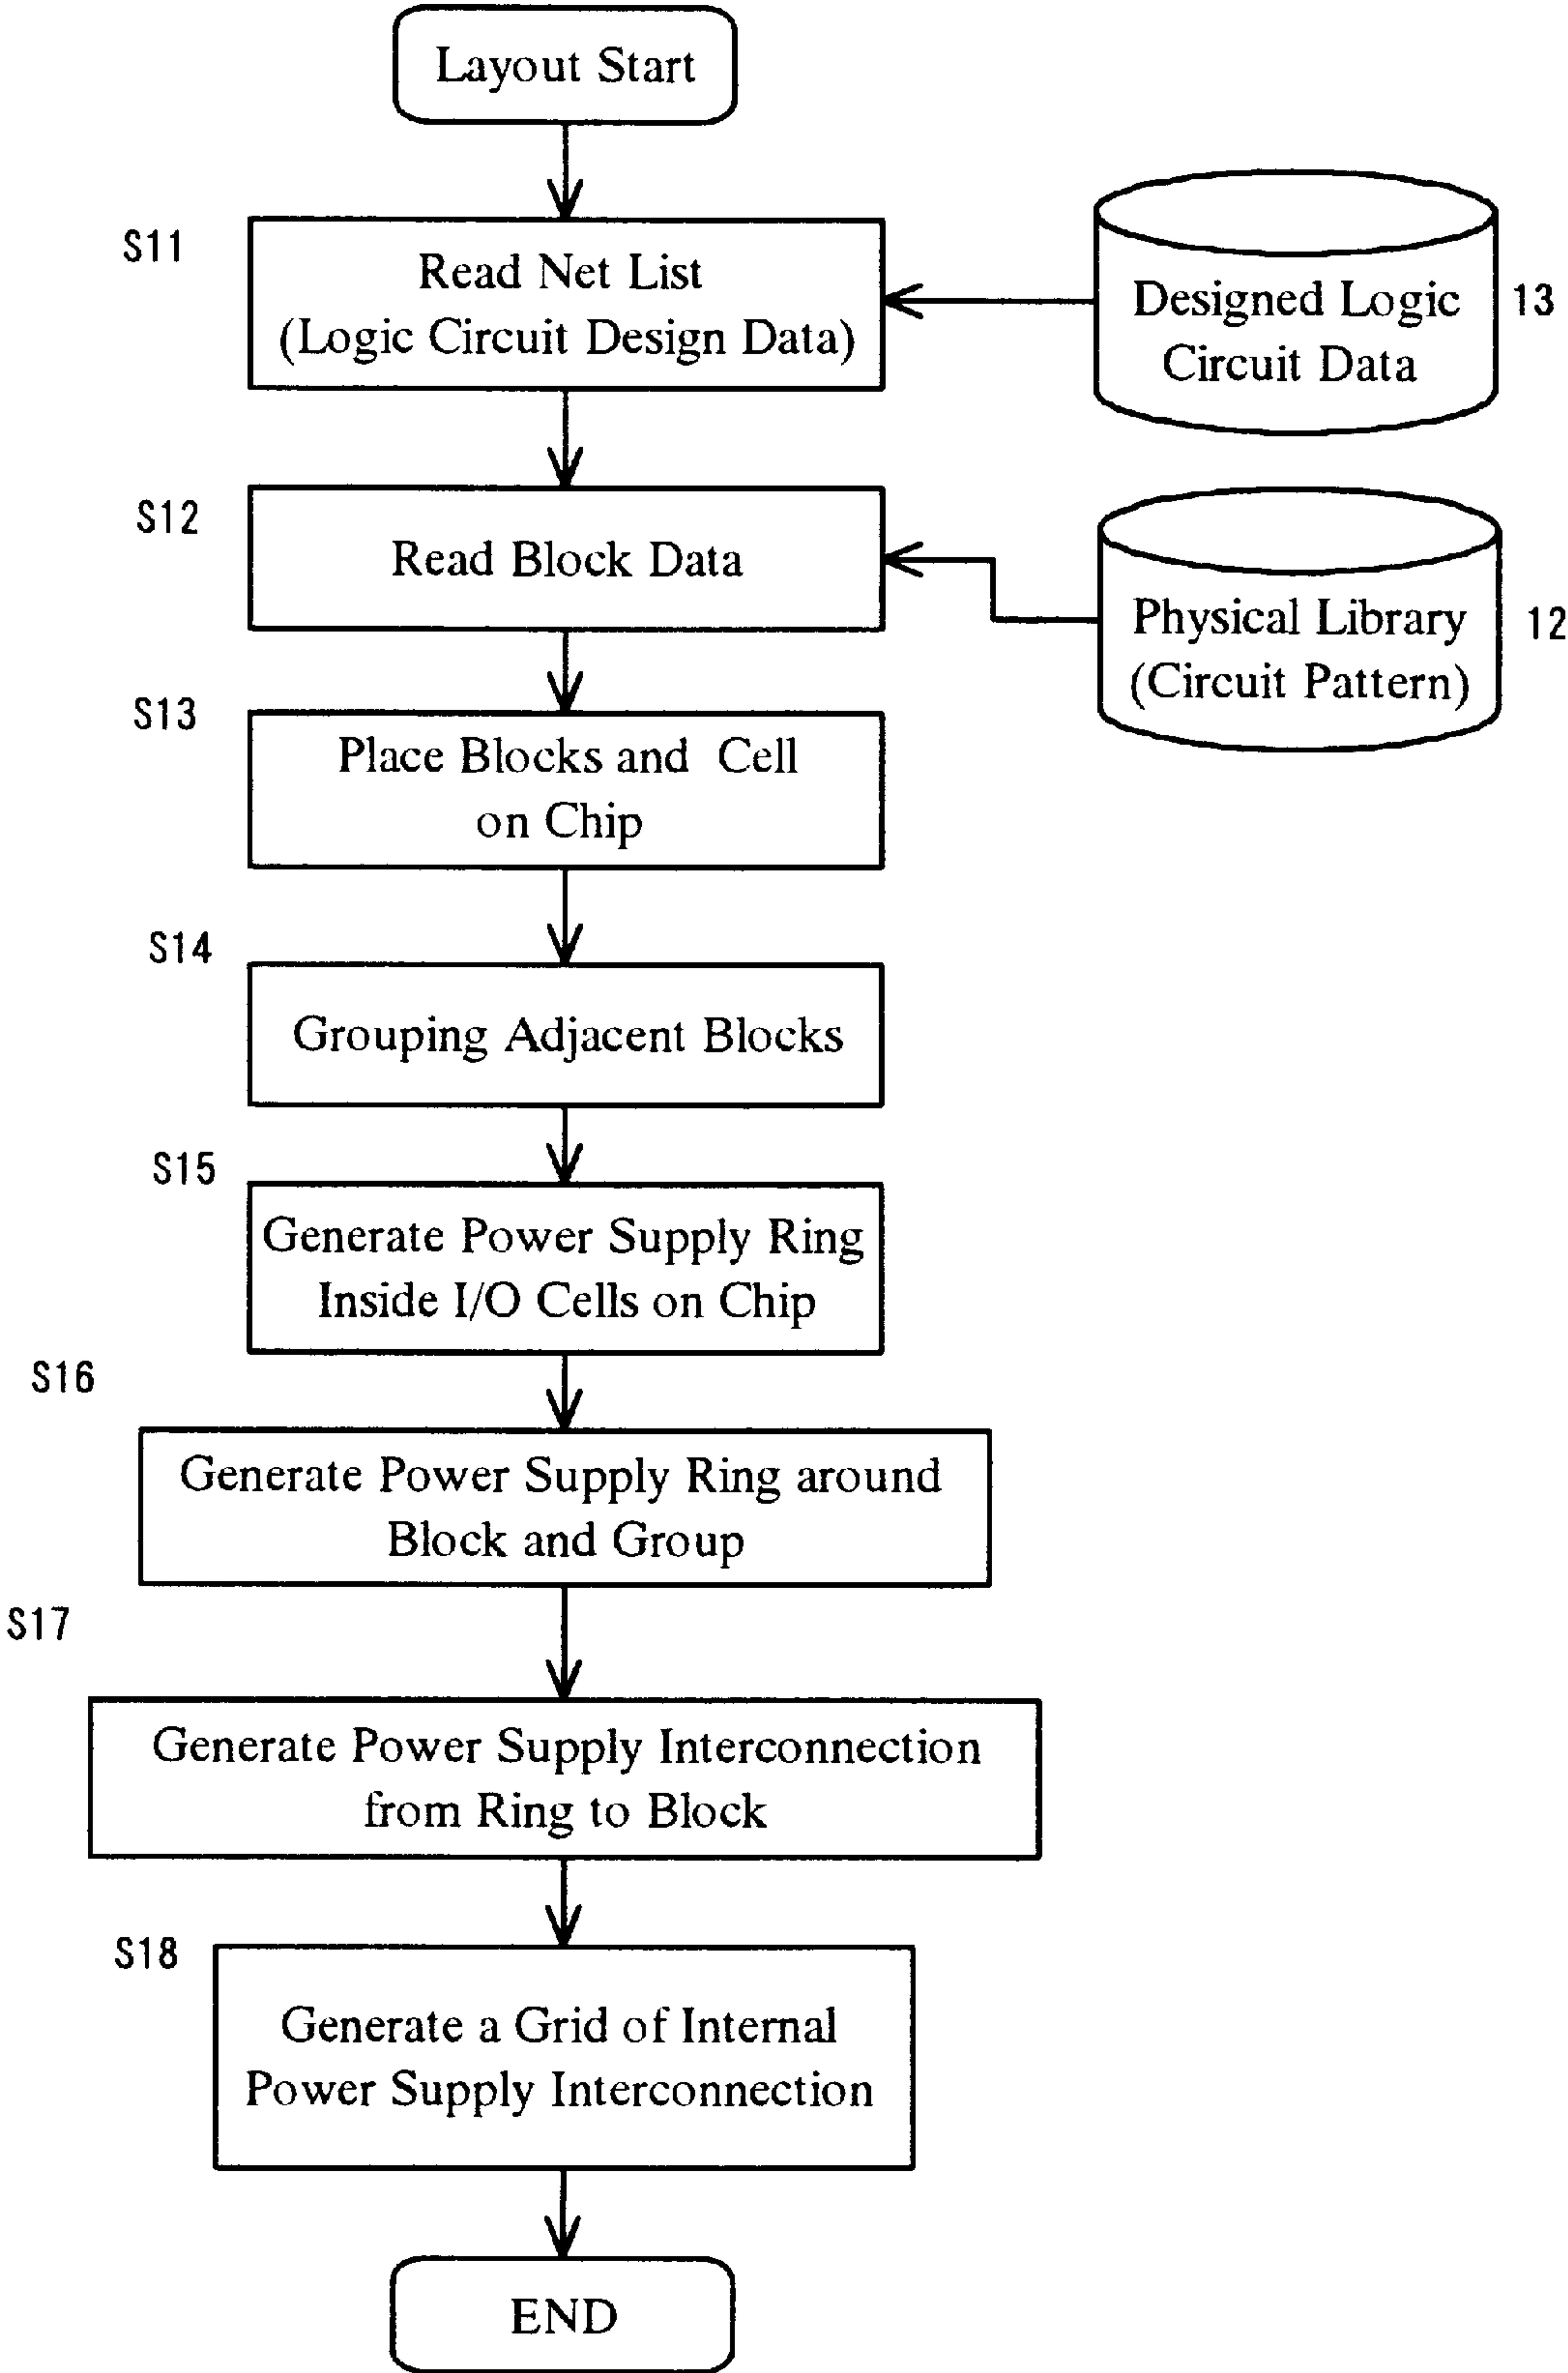 Layout Start
S11
Read Net List
(Logic Circuit Design Data)
Designed Logic
Circuit Data
13
S12
Read Block Data
Physical Library
(Circuit Pattern)
12
S13
Place Blocks and Cell
on Chip
S14
Grouping Adjacent Blocks
S15
Generate Power Supply Ring
Inside I/O Cells on Chip
S16
Generate Power Supply Ring around
Block and Group
S17
Generate Power Supply Interconnection
from Ring to Block
S18
Generate a Grid of Internal
Power Supply Interconnection
END